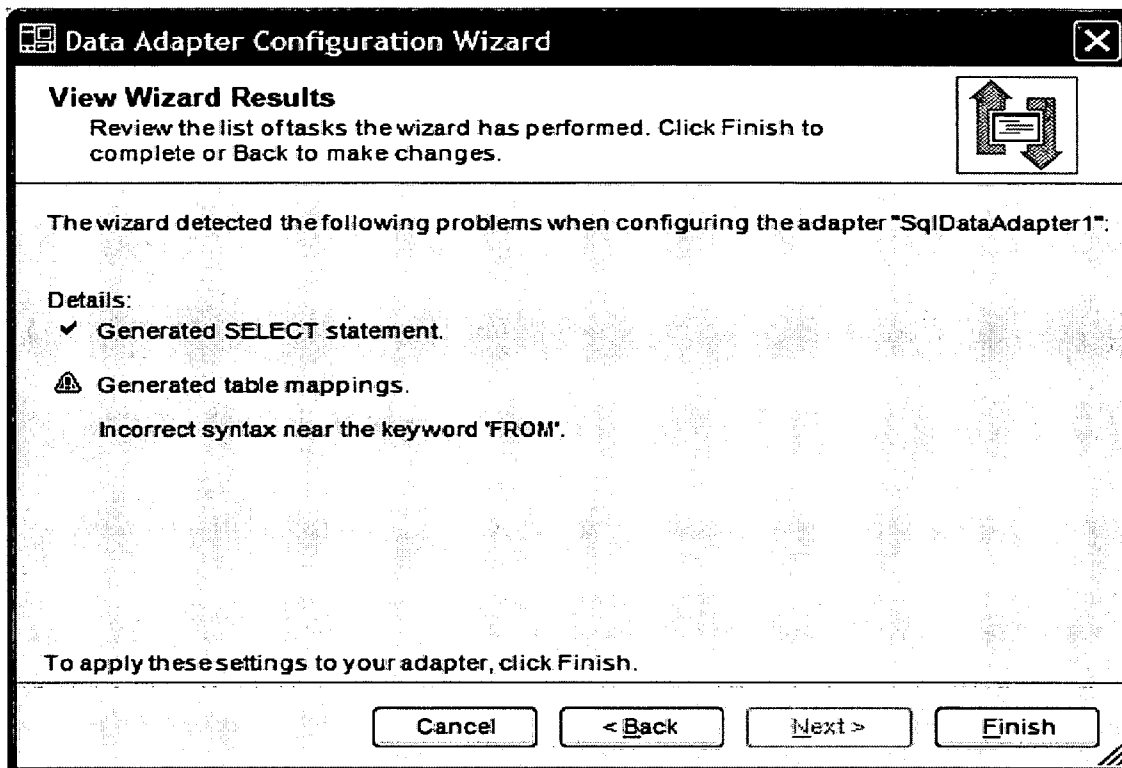 Data Adapter Configuration Wizard
View Wizard Results
Review the list of tasks the wizard has performed. Click Finish to
complete or Back to make changes.
The wizard detected the following problems when configuring the adapter "SqlDataAdapter1":
Details:
Generated SELECT statement.
Generated table mappings.
Incorrect syntax near the keyword 'FROM'.
To apply these settings to your adapter, click Finish.
Cancel
< Back
Next >
Finish